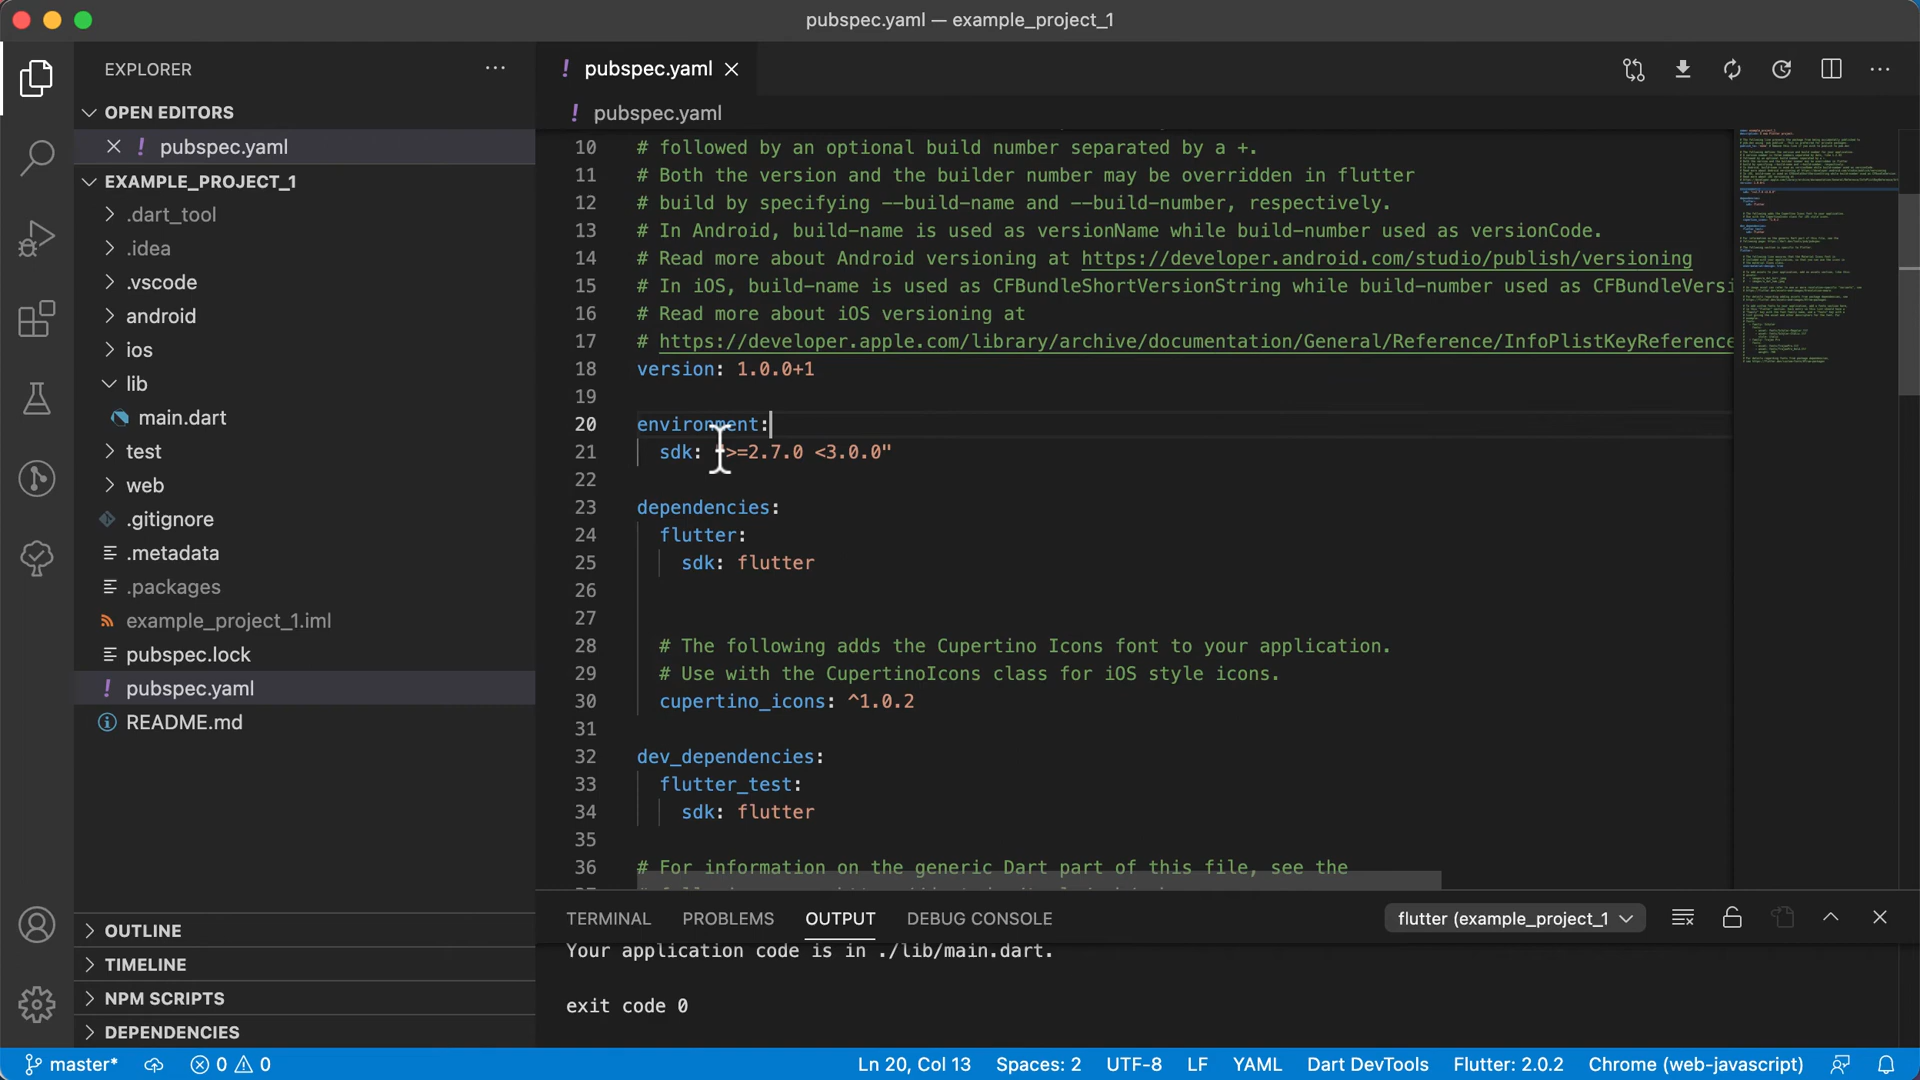 pubspec.yaml — example_project_1
EXPLORER
OPEN EDITORS
pubspec.yaml
EXAMPLE_PROJECT_1
.dart_tool
.idea
.vscode
android
ios
lib
main.dart
test
web
.gitignore
.metadata
.packages
example_project_1.iml
pubspec.lock
pubspec.yaml
README.md
OUTLINE
TIMELINE
NPM SCRIPTS
DEPENDENCIES
pubspec.yaml
pubspec.yaml
10 # followed by an optional build number separated by a +.
11 # Both the version and the builder number may be overridden in flutter
12 # build by specifying --build-name and --build-number, respectively.
13 # In Android, build-name is used as versionName while build-number used as versionCode.
14 # Read more about Android versioning at https://developer.android.com/studio/publish/versioning
15 # In iOS, build-name is used as CFBundleShortVersionString while build-number used as CFBundleVersi
16 # Read more about iOS versioning at
17 # https://developer.apple.com/library/archive/documentation/General/Reference/InfoPlistKeyReference
18 version: 1.0.0+1
19
20 environment:
21 sdk: ">=2.7.0 <3.0.0"
22
23 dependencies:
24 flutter:
25 sdk: flutter
26
27
28 # The following adds the Cupertino Icons font to your application.
29 # Use with the CupertinoIcons class for iOS style icons.
30 cupertino_icons: ^1.0.2
31
32 dev_dependencies:
33 flutter_test:
34 sdk: flutter
35
36 # For information on the generic Dart part of this file, see the
TERMINAL PROBLEMS OUTPUT DEBUG CONSOLE flutter (example_project_1
Your application code is in ./lib/main.dart.
exit code 0
master* 0 0 Ln 20, Col 13 Spaces: 2 UTF-8 LF YAML Dart DevTools Flutter: 2.0.2 Chrome (web-javascript)